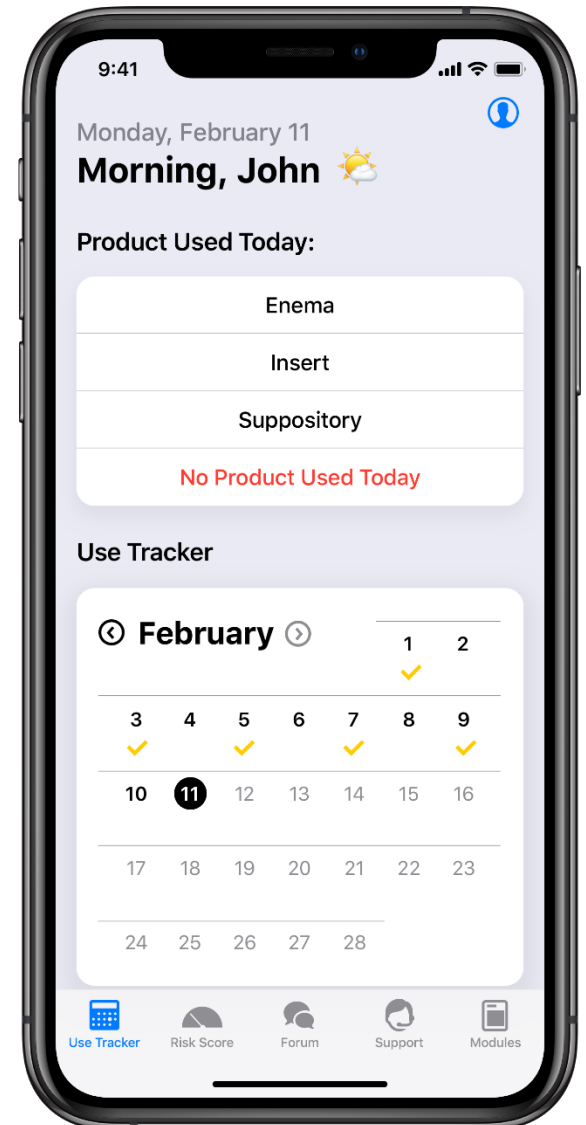 9:41
Monday, February 11
Morning, John
Product Used Today:
Enema
Insert
Suppository
No Product Used Today
Use Tracker
February
1 2
3 4 5 6 7 8 9
10 11 12 13 14 15 16
17 18 19 20 21 22 23
24 25 26 27 28
Use Tracker Risk Score Forum Support Modules